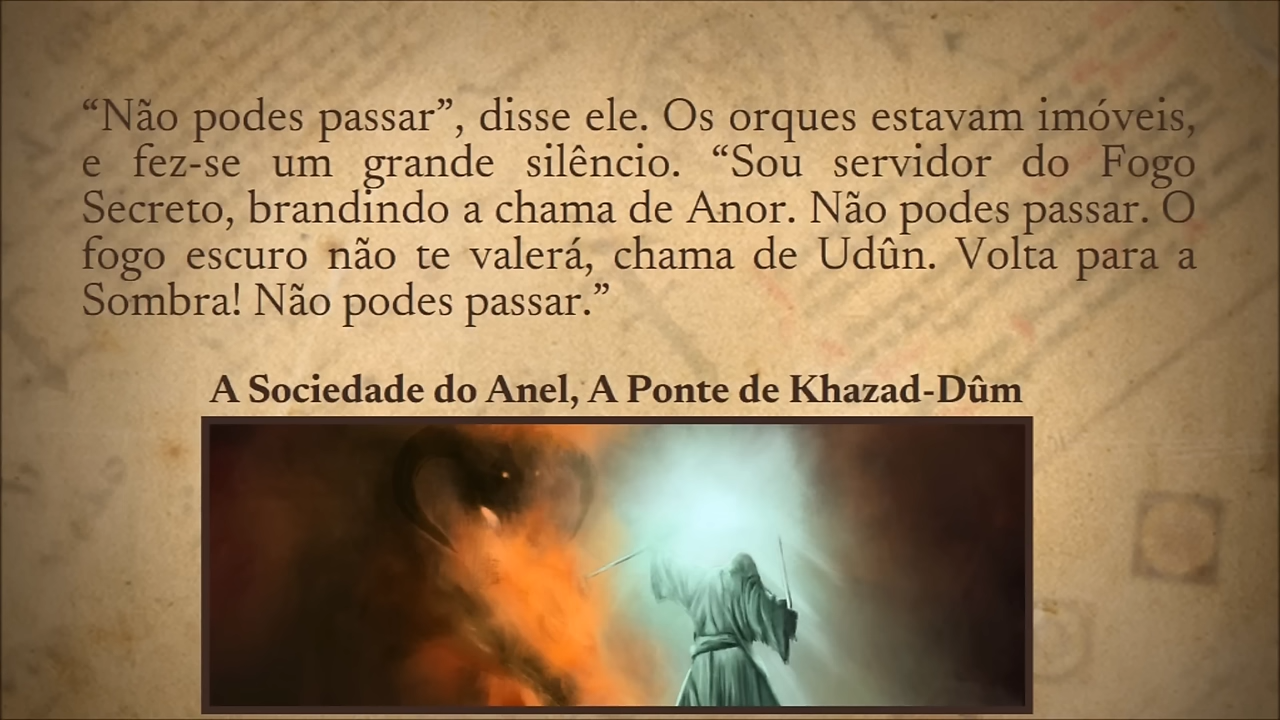 “Não podes passar”, disse ele. Os orques estavam imóveis,
e fez-se um grande silêncio. “Sou servidor do Fogo
Secreto, brandindo a chama de Anor. Não podes passar. O
fogo escuro não te valerá, chama de Udûn. Volta para a
Sombra! Não podes passar.”
A Sociedade do Anel, A Ponte de Khazad-Dûm